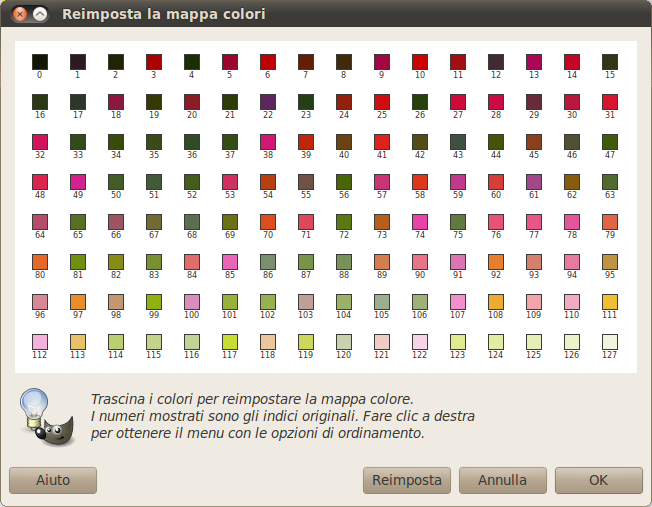 Reimposta la mappa colori
0 1 2 3 4 5 6 7 8 9 10 11 12 13 14 15
16 17 18 19 20 21 22 23 24 25 26 27 28 29 30 31
32 33 34 35 36 37 38 39 40 41 42 43 44 45 46 47
48 49 50 51 52 53 54 55 56 57 58 59 60 61 62 63
64 65 66 67 68 69 70 71 72 73 74 75 76 77 78 79
80 81 82 83 84 85 86 87 88 89 90 91 92 93 94 95
96 97 98 99 100 101 102 103 104 105 106 107 108 109 110 111
112 113 114 115 116 117 118 119 120 121 122 123 124 125 126 127
Trascina i colori per reimpostare la mappa colore.
I numeri mostrati sono gli indici originali. Fare clic a destra
per ottenere il menu con le opzioni di ordinamento.
Aiuto Reimposta Annulla OK